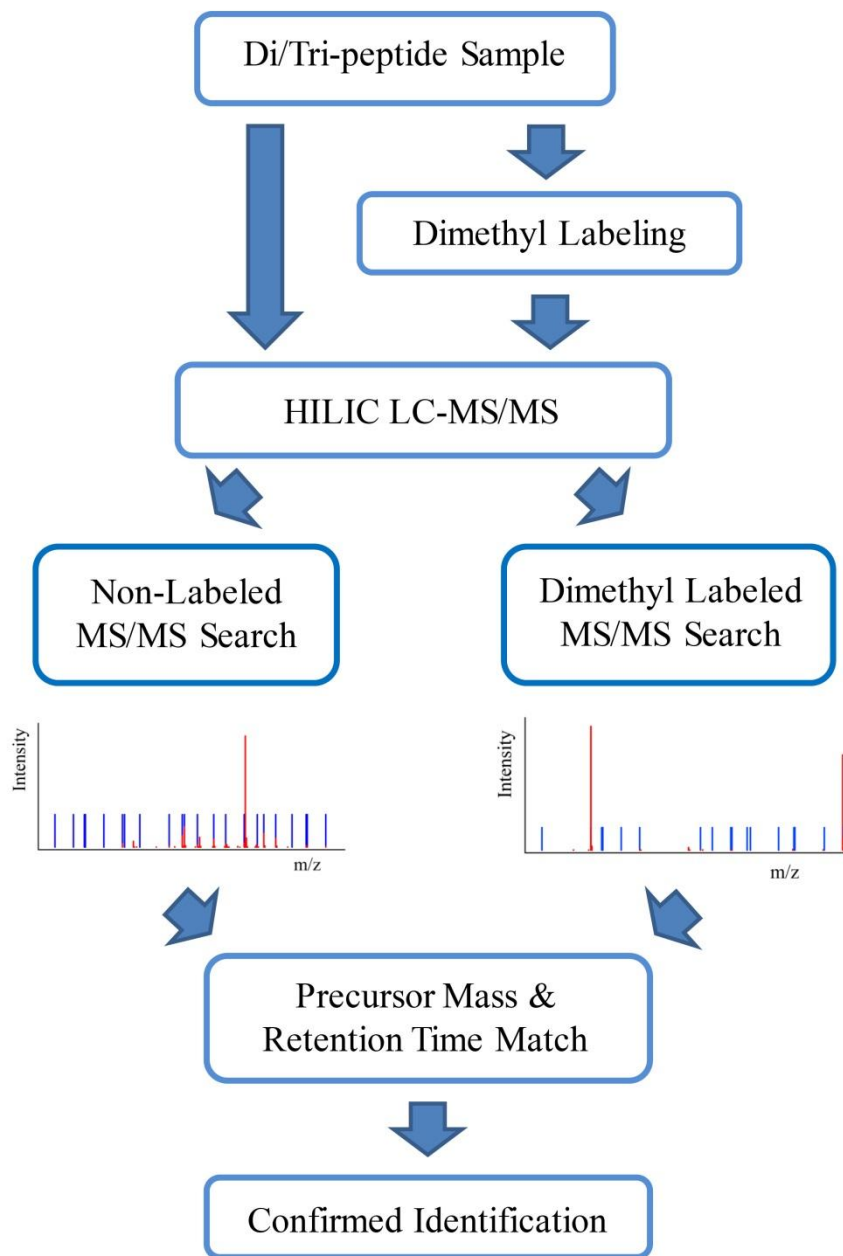 Di/Tri-peptide Sample
Dimethyl Labeling
HILIC LC-MS/MS
Non-Labeled
MS/MS Search
Dimethyl Labeled
MS/MS Search
Intensity
m/z
Intensity
m/z
Precursor Mass &
Retention Time Match
Confirmed Identification